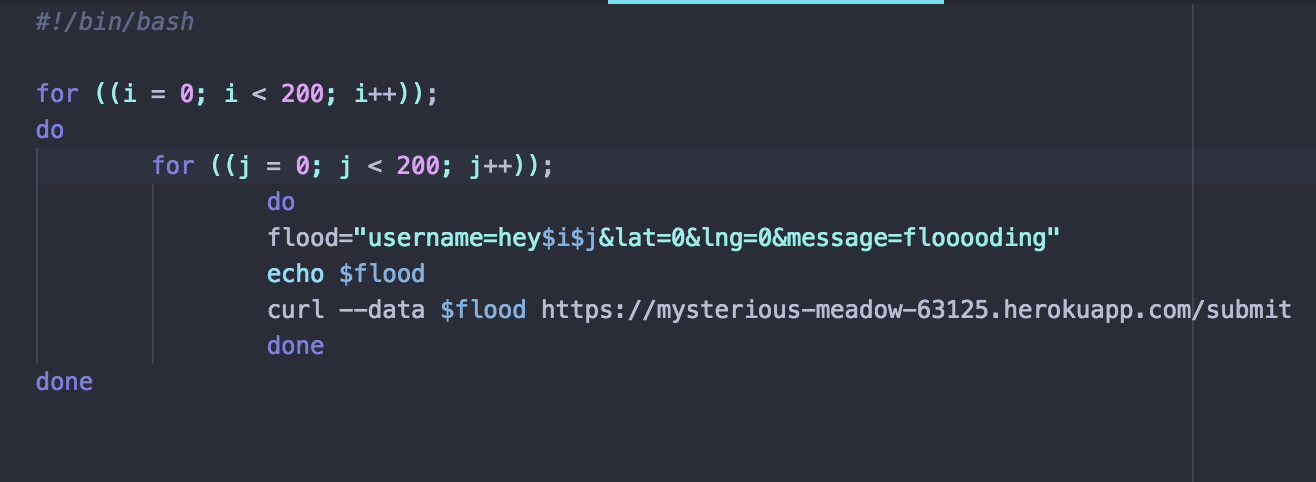 #!/bin/bash
for ((i = 0; i < 200; i++));
do
for ((j = 0; j < 200; j++));
do
flood="username=hey$i$j&lat=0&lng=0&message=flooooding"
echo $flood
curl --data $flood https://mysterious-meadow-63125.herokuapp.com/submit
done
done